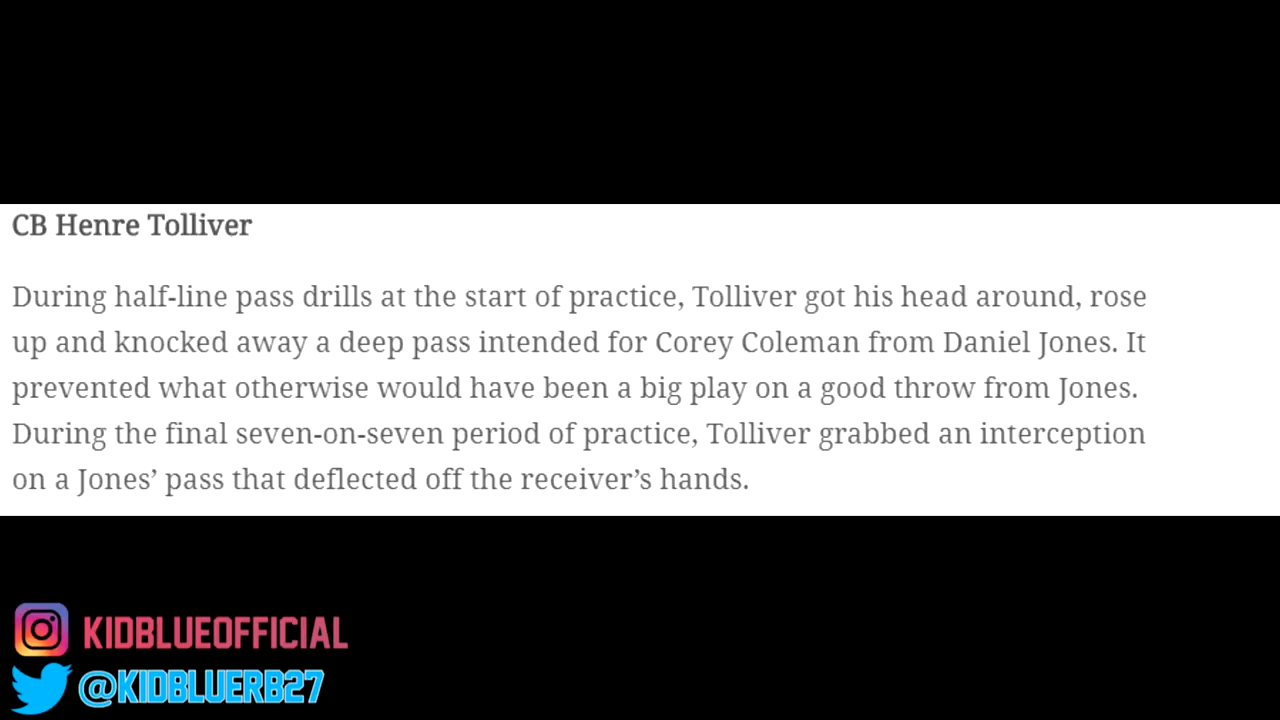 CB Henre Tolliver
During half-line pass drills at the start of practice, Tolliver got his head around, rose
up and knocked away a deep pass intended for Corey Coleman from Daniel Jones. It
prevented what otherwise would have been a big play on a good throw from Jones.
During the final seven-on-seven period of practice, Tolliver grabbed an interception
on a Jones’ pass that deflected off the receiver’s hands.
KIDBLUEOFFICIAL
@KIDBLUERB27